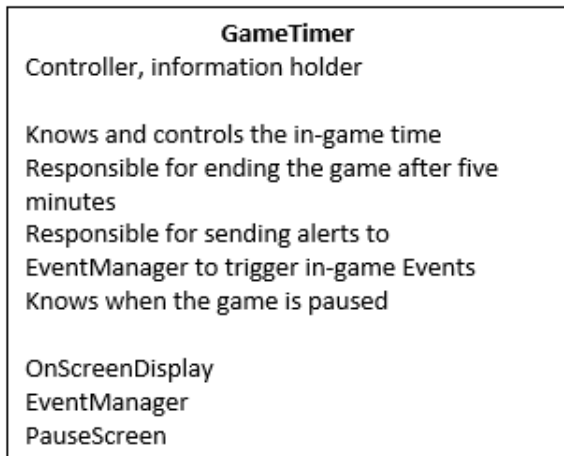 GameTimer
Controller, information holder
Knows and controls the in-game time
Responsible for ending the game after five
minutes
Responsible for sending alerts to
EventManager to trigger in-game Events
Knows when the game is paused
OnScreenDisplay
EventManager
PauseScreen